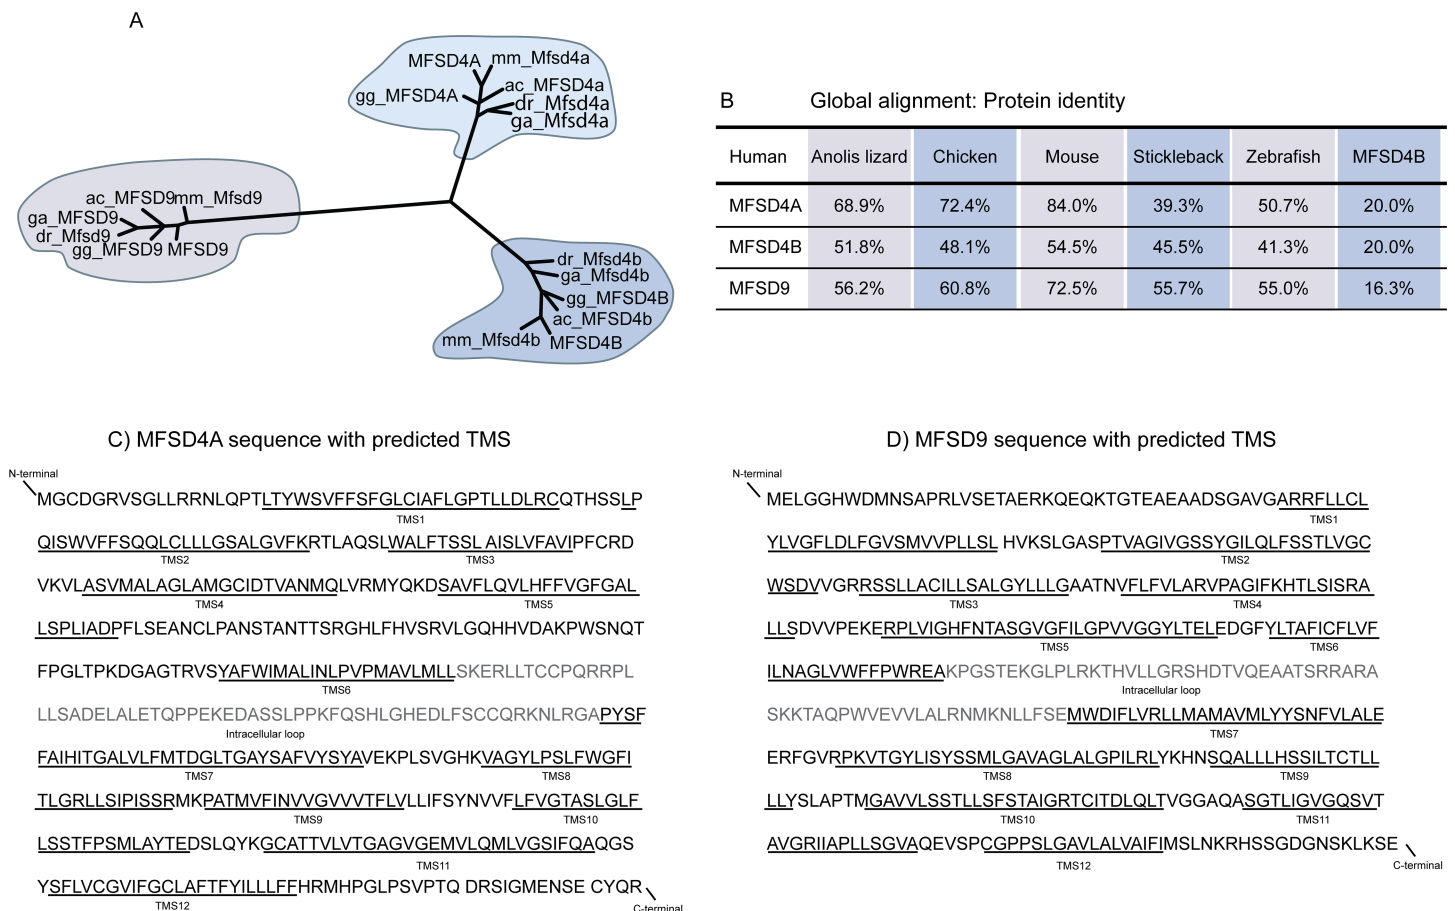 A
MFSD4A
mm_Mfsd4a
gg_MFSD4A
ac_MFSD4a
dr_Mfsd4a
ga_Mfsd4a
ac_MFSD9
mm_Mfsd9
ga_MFSD9
dr_Mfsd9
gg_MFSD9
MFSD9
dr_Mfsd4b
ga_Mfsd4b
gg_MFSD4B
ac_MFSD4b
mm_Mfsd4b
MFSD4B
B Global alignment: Protein identity
Human Anolis lizard Chicken Mouse Stickleback Zebrafish MFSD4B
MFSD4A 68.9% 72.4% 84.0% 39.3% 50.7% 20.0%
MFSD4B 51.8% 48.1% 54.5% 45.5% 41.3% 20.0%
MFSD9 56.2% 60.8% 72.5% 55.7% 55.0% 16.3%
C) MFSD4A sequence with predicted TMS
N-terminal
MGCDGRVSGLLRRNLQPTLTYWSVFFSFGLCIAFLGPTLLDLRCQTHSSLP
TMS1
QISWVFFSQQLCLLLGSALGVFKRTLAQSLWALFTSSL AISLVFAVIPFCRD
TMS2 TMS3
VKVLASVMALAGLAMGCIDTVANMQLVRMYQKDSAVFLQVLHFFVGFGAL
TMS4 TMS5
LSPLIADPFLSEANCLPANSTANTTSRGHLFHVSRVLGQHHVDAKPWSNQT
FPGLTPKDGAGTRVSYAFWIMALINLPVPMAVLMLLSKERLLTCCPQRRPL
TMS6
LLSADELALETQPPEKEDASSLPPKFQSHLGHEDLFSCCQRKNLRGAPYSF
Intracellular loop
FAIHITGALVLFMTDGLTGAYSAFVYSYAVEKPLSVGHKVAGYLPSLFWGFI
TMS7 TMS8
TLGRLLSIPISSRMKPATMVFINVVGVVVTFLVLLIFSYNVVFLFVGTASLGLF
TMS9 TMS10
LSSTFPSMLAYTEDSLQYKGCATTVLVTGAGVGEMVLQMLVGSIFQAQGS
TMS11
YSFLVCGVIFGCLAFTFYILLLFFHRMHPGLPSVPTQ DRSIGMENSE CYQR
TMS12
C-terminal
D) MFSD9 sequence with predicted TMS
N-terminal
MELGGHWDMNSAPRLVSETAERKQEQKTGTEAEAADSGAVGARRFLLCL
TMS1
YLVGFLDLFGVSMVVPLLSL HVKSLGASPTVAGIVGSSYGILQLFSSTLVGC
TMS2
WSDVVGRRSSLLACILLSALGYLLLGAATNVFLFVLARVPAGIFKHTLSISRA
TMS3 TMS4
LLSDVVPEKERPLVIGHFNTASGVGFILGPVVGGYLTELEDGFYLTAFICFLVF
TMS5 TMS6
ILNAGLVWFFPWREAKPGSTEKGLPLRKTHVLLGRSHDTVQEAATSRRARA
Intracellular loop
SKKTAQPWVEVVLALRNMKNLLFSEMWDIFLVRLLMAMAVMLYYSNFVLALE
TMS7
ERFGVRPKVTGYLISYSSMLGAVAGLALGPILRLYKHNSQALLLHSSILTCTLL
TMS8 TMS9
LLYSLAPTMGAVVLSSTLLSFSTAIGRTCITDLQLTVGGAQASGTLIGVGQSVT
TMS10 TMS11
AVGRIIAPLLSGVAQEVSPCGPPSLGAVLALVAIFIMSLNKRHSSGDGNSKLKSE
TMS12
C-terminal